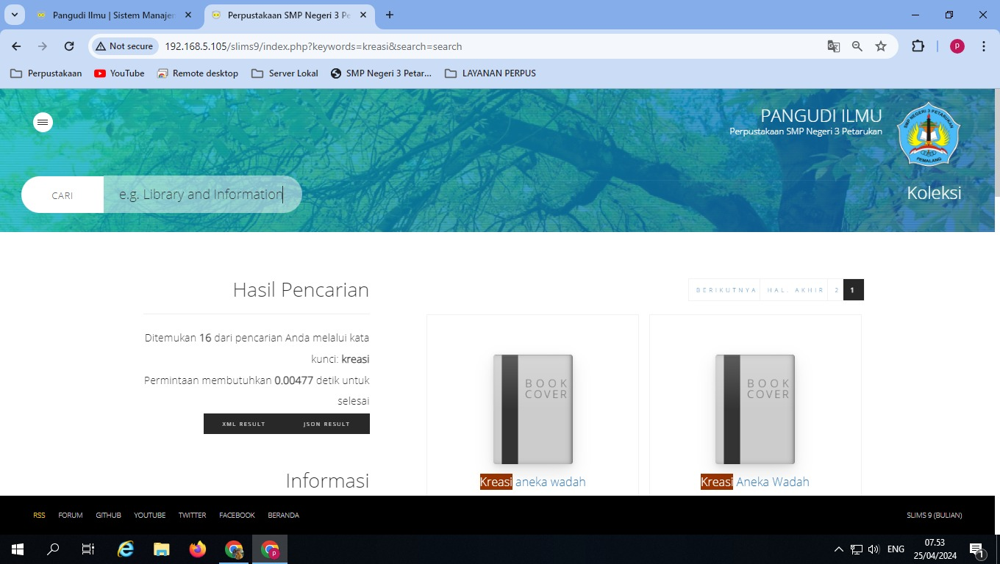 Pangudi Ilmu | Sistem Manajen
Perpustakaan SMP Negeri 3 Pe
Not secure
192.168.5.105/slims9/index.php?keywords=kreasi&search=search
P
Perpustakaan
YouTube
Remote desktop
Server Lokal
SMP Negeri 3 Petar...
LAYANAN PERPUS
PANGUDI ILMU
Perpustakaan SMP Negeri 3 Petarukan
SMP NEGERI 3 PETARUKAN
PEMALANG
CARI
e.g. Library and Information
Koleksi
Hasil Pencarian
BERIKUTNYA
HAL. AKHIR
2
1
Ditemukan 16 dari pencarian Anda melalui kata
kunci: kreasi
Permintaan membutuhkan 0.00477 detik untuk
selesai
XML RESULT
JSON RESULT
BOOK
COVER
BOOK
COVER
Kreasi aneka wadah
Kreasi Aneka Wadah
Informasi
RSS
FORUM
GITHUB
YOUTUBE
TWITTER
FACEBOOK
BERANDA
SLIMS 9 (BULIAN)
P
ENG
07.53
25/04/2024
1